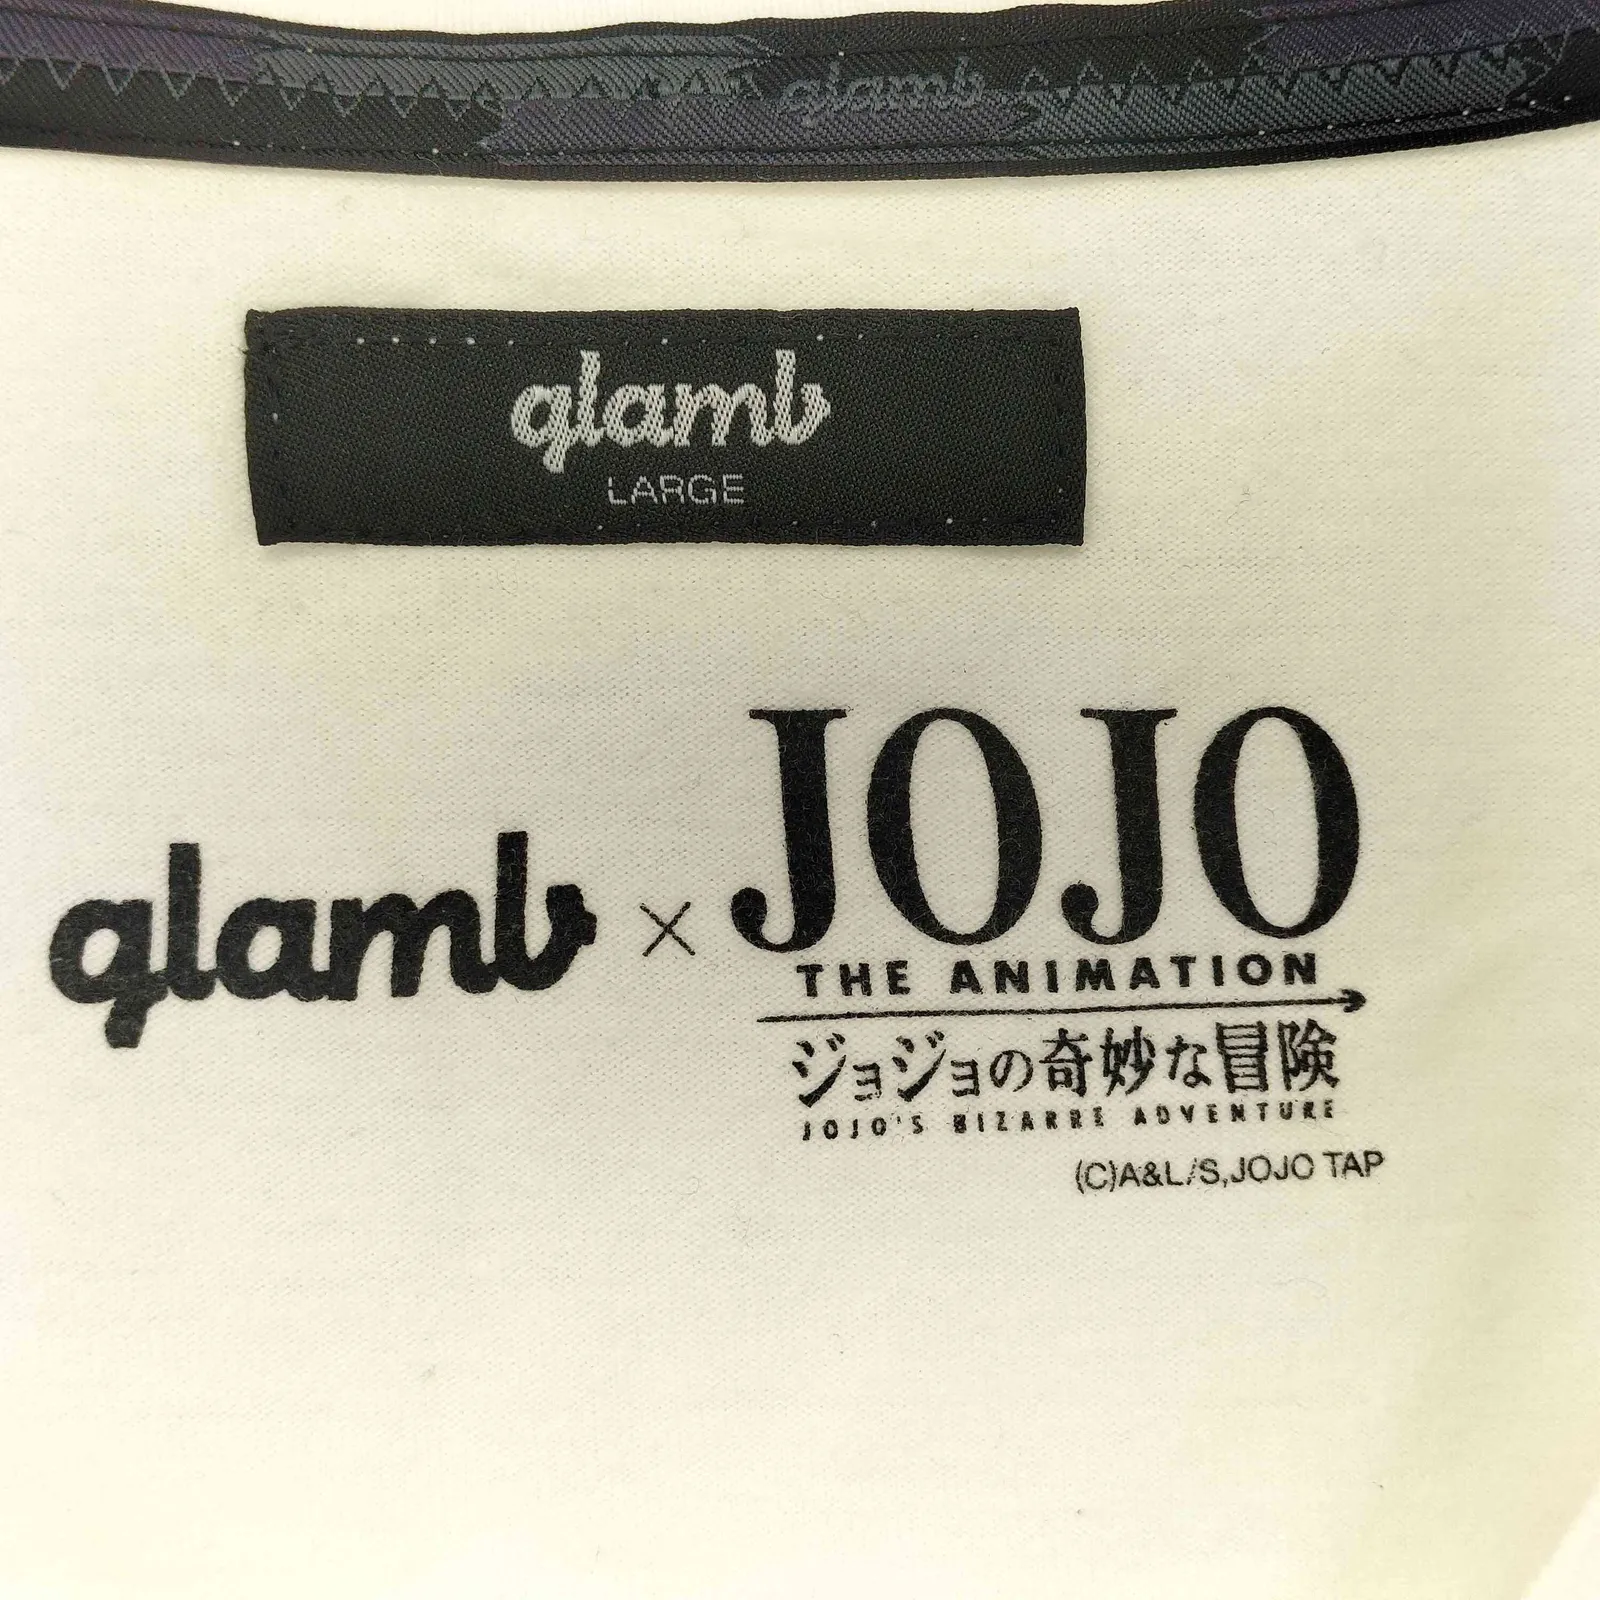 glamb
glamb
LARGE
glamb × JOJO
THE ANIMATION
ジョジョの奇妙な冒険
JOJO'S BIZARRE ADVENTURE
(C)A&L/S,JOJO TAP